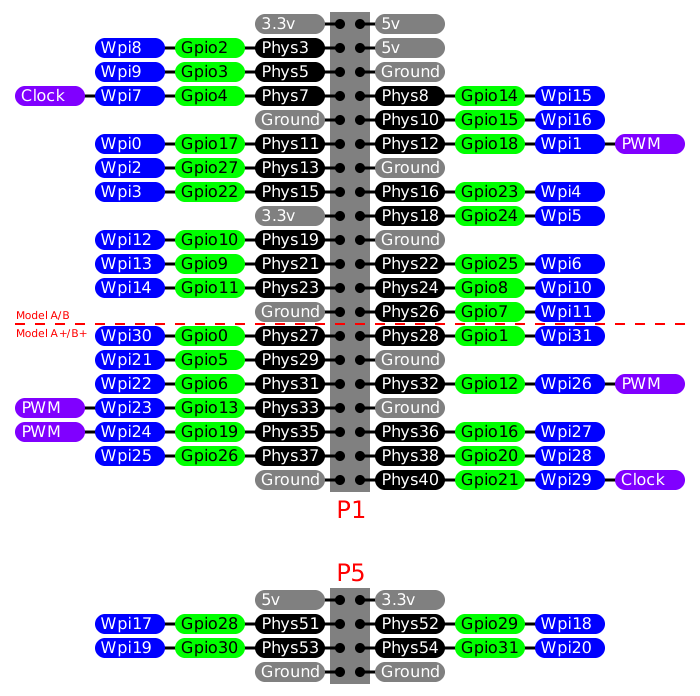 3.3v 5v
Wpi8 Gpio2 Phys3 5v
Wpi9 Gpio3 Phys5 Ground
Clock Wpi7 Gpio4 Phys7 Phys8 Gpio14 Wpi15
Ground Phys10 Gpio15 Wpi16
Wpi0 Gpio17 Phys11 Phys12 Gpio18 Wpi1 PWM
Wpi2 Gpio27 Phys13 Ground
Wpi3 Gpio22 Phys15 Phys16 Gpio23 Wpi4
3.3v Phys18 Gpio24 Wpi5
Wpi12 Gpio10 Phys19 Ground
Wpi13 Gpio9 Phys21 Phys22 Gpio25 Wpi6
Wpi14 Gpio11 Phys23 Phys24 Gpio8 Wpi10
Ground Phys26 Gpio7 Wpi11
Model A/B
Model A+/B+
Wpi30 Gpio0 Phys27 Phys28 Gpio1 Wpi31
Wpi21 Gpio5 Phys29 Ground
Wpi22 Gpio6 Phys31 Phys32 Gpio12 Wpi26 PWM
PWM Wpi23 Gpio13 Phys33 Ground
PWM Wpi24 Gpio19 Phys35 Phys36 Gpio16 Wpi27
Wpi25 Gpio26 Phys37 Phys38 Gpio20 Wpi28
Ground Phys40 Gpio21 Wpi29 Clock
P1
P5
5v 3.3v
Wpi17 Gpio28 Phys51 Phys52 Gpio29 Wpi18
Wpi19 Gpio30 Phys53 Phys54 Gpio31 Wpi20
Ground Ground